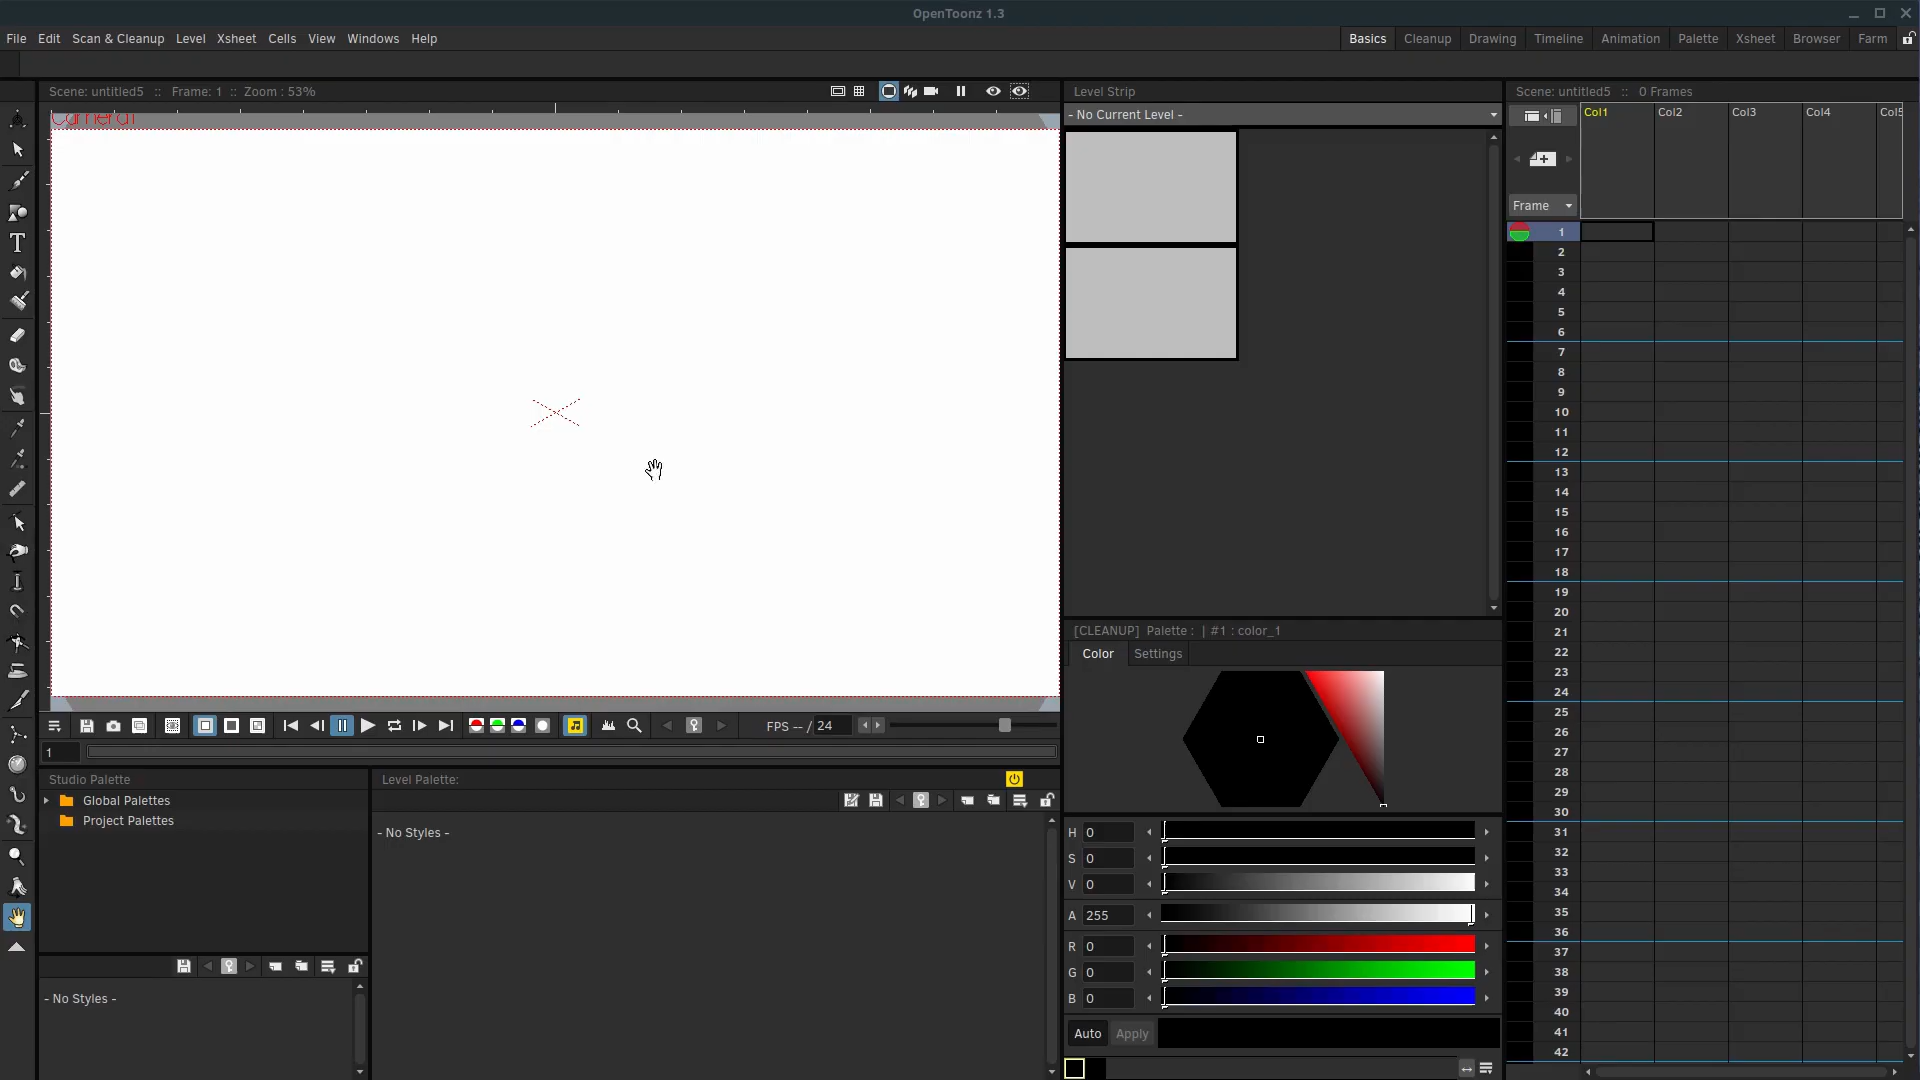 OpenToonz 1.3
File Edit Scan & Cleanup Level Xsheet Cells View Windows Help
Basics Cleanup Drawing Timeline Animation Palette Xsheet Browser Farm
Scene: untitled5 :: Frame: 1 :: Zoom : 53%
Camera1
FPS -- / 24
1
Studio Palette
Global Palettes
Project Palettes
- No Styles -
Level Palette:
- No Styles -
Level Strip
- No Current Level -
[CLEANUP] Palette : | #1 : color_1
Color Settings
H 0
S 0
V 0
A 255
R 0
G 0
B 0
Auto Apply
Scene: untitled5 :: 0 Frames
Col1 Col2 Col3 Col4 Col5
Frame
1
2
3
4
5
6
7
8
9
10
11
12
13
14
15
16
17
18
19
20
21
22
23
24
25
26
27
28
29
30
31
32
33
34
35
36
37
38
39
40
41
42